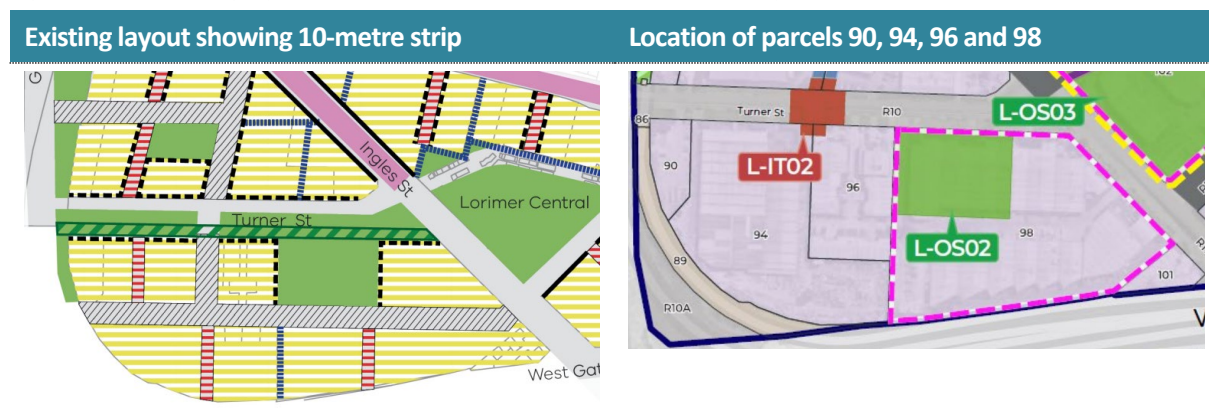 Existing layout showing 10-metre strip
Location of parcels 90, 94, 96 and 98
G
Ingles St
Lorimer Central
Turner St
West Gat
102
L-OS03
Turner St
R10
86
L-IT02
90
96
L-OS02
94
98
89
101
R10A